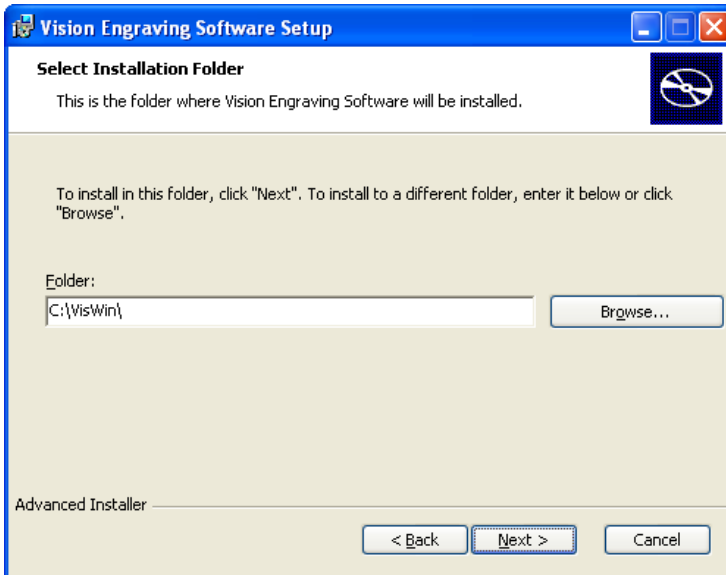 Vision Engraving Software Setup
Select Installation Folder
This is the folder where Vision Engraving Software will be installed.
To install in this folder, click "Next". To install to a different folder, enter it below or click
"Browse".
Folder:
C:\VisWin\
Browse...
Advanced Installer
< Back
Next >
Cancel